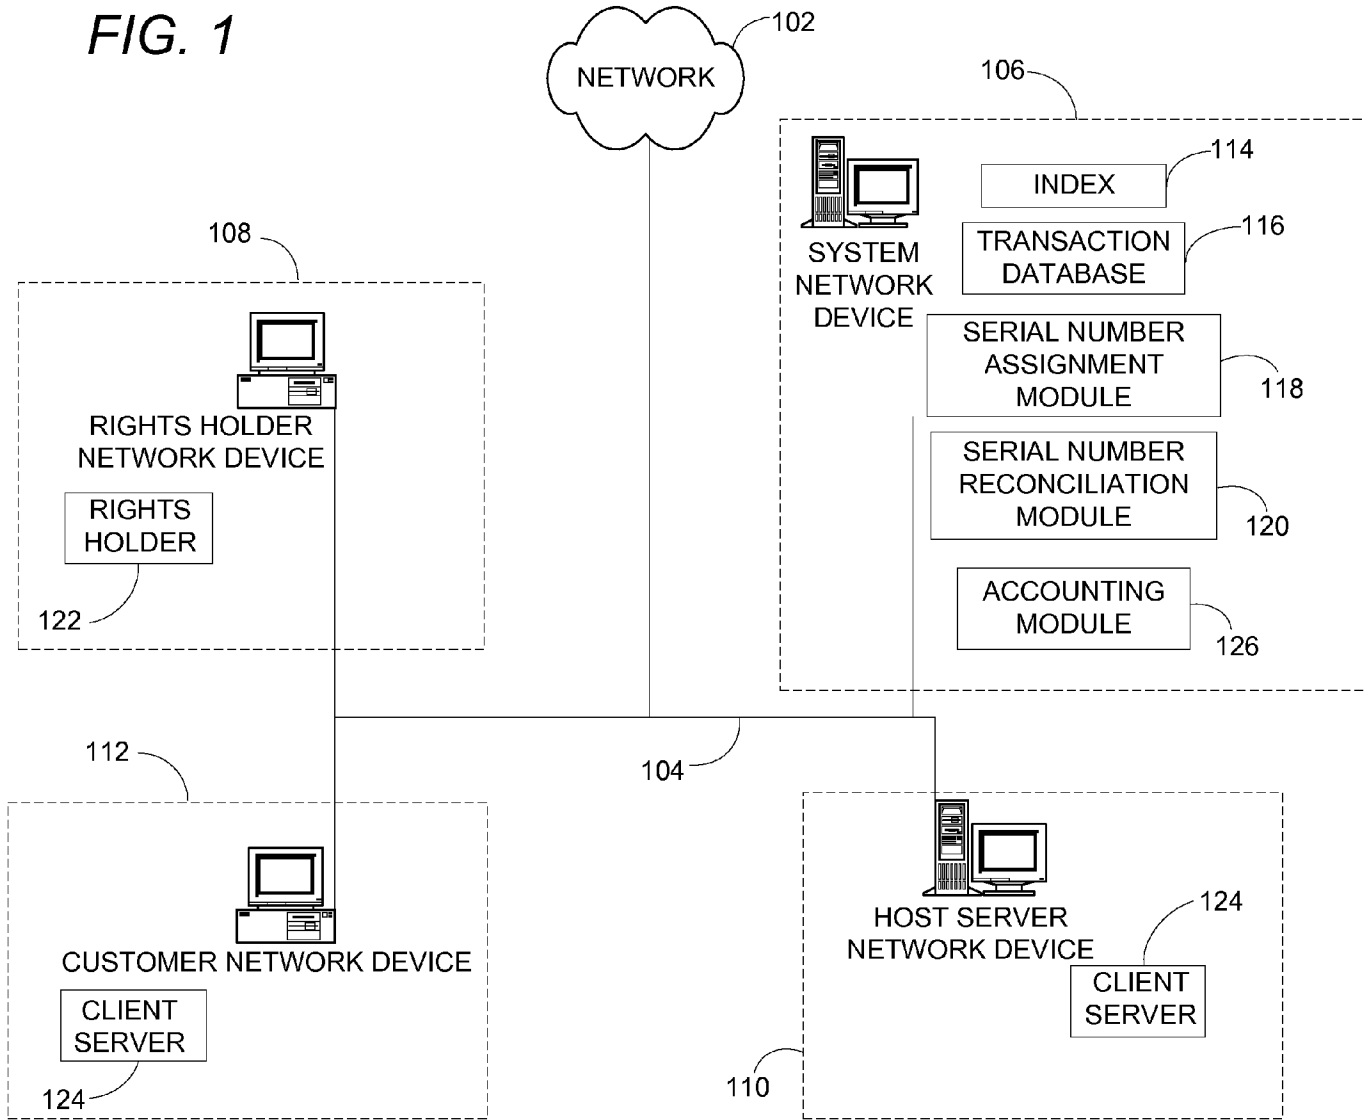 FIG. 1
102
NETWORK
106
114
INDEX
116
TRANSACTION
DATABASE
SYSTEM
NETWORK
DEVICE
SERIAL NUMBER
ASSIGNMENT
MODULE
118
SERIAL NUMBER
RECONCILIATION
MODULE
120
ACCOUNTING
MODULE
126
108
RIGHTS HOLDER
NETWORK DEVICE
RIGHTS
HOLDER
122
104
112
CUSTOMER NETWORK DEVICE
CLIENT
SERVER
124
HOST SERVER
NETWORK DEVICE
124
CLIENT
SERVER
110